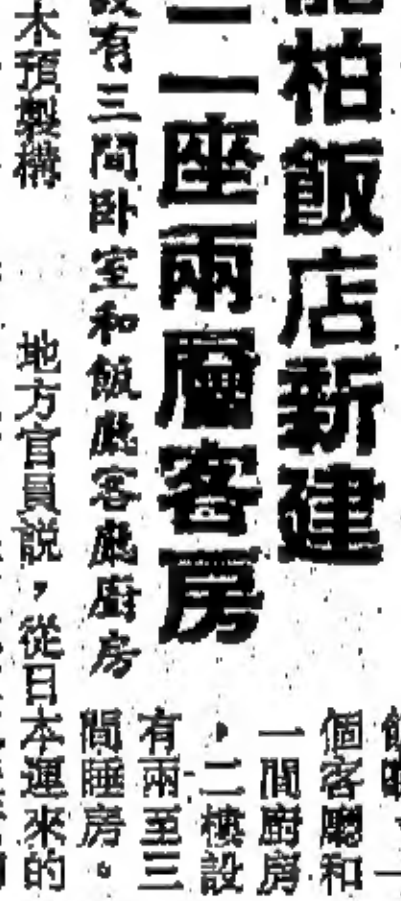 柏飯店新建
二座兩層客房
有三間卧室和飯廳客廳廚房
個客廳和
一間廚房
，二樓設
有兩至三
間睡房。
木預製構
地方官員説，從日本運來的